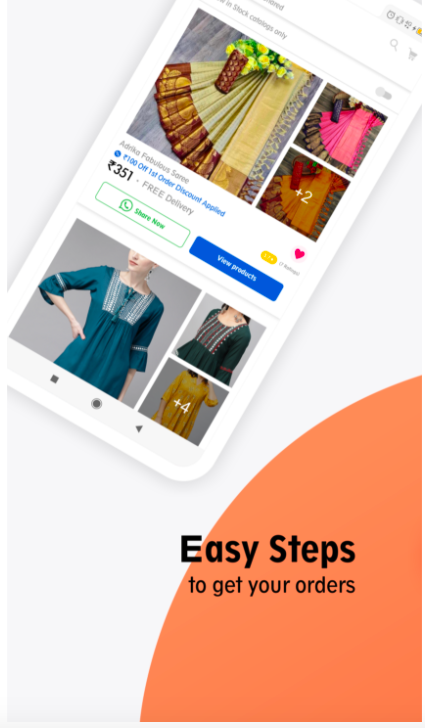 in Stock catalogs only
Adrika Fabulous Saree
₹100 Off 1st Order Discount Applied
₹351 - FREE Delivery
+2
Share Now
View products
+4
Easy Steps
to get your orders